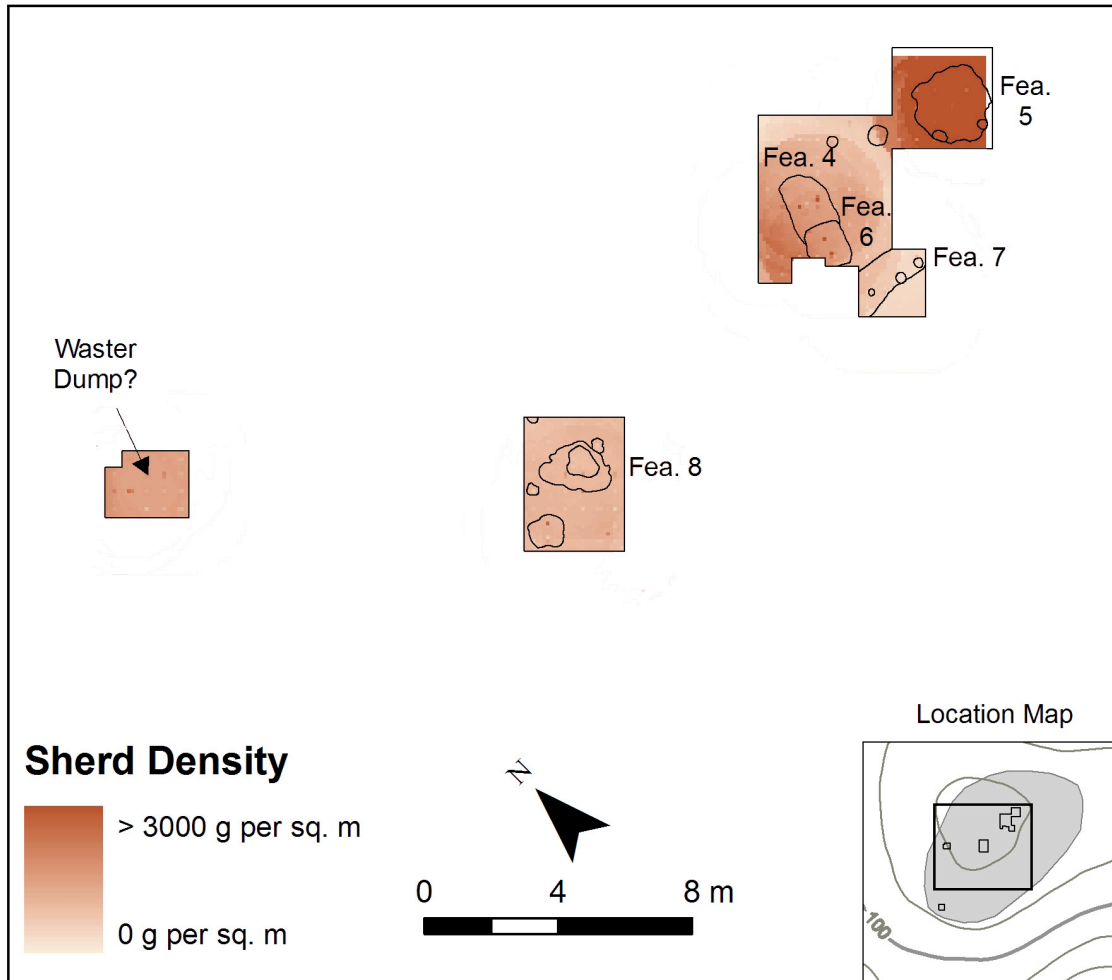 Fea.
5
Fea. 4
Fea.
6
Fea. 7
Waster
Dump?
Fea. 8
Sherd Density
> 3000 g per sq. m
0 g per sq. m
N
0 4 8 m
Location Map
100